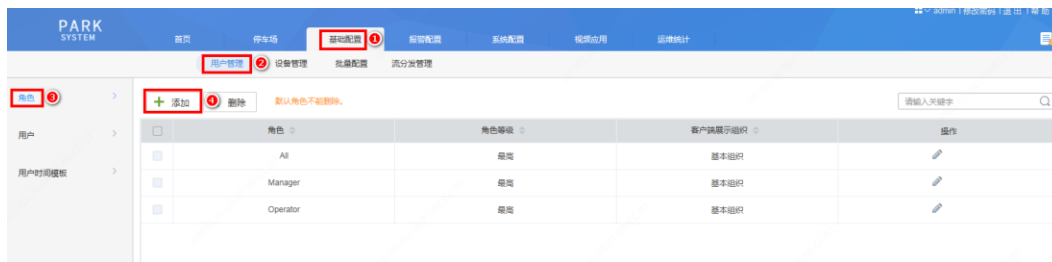 admin | 修改密码 | 退 出 | 帮 助
PARK
SYSTEM
首页 停车场 基础配置 1 报警配置 系统配置 视频应用 运维统计
用户管理 2 设备管理 批量配置 流分发管理
角色 3
添加 4 删除 默认角色不能删除。 请输入关键字
用户
用户时间模板
角色 角色等级 客户端展示组织 操作
All 最高 基本组织
Manager 最高 基本组织
Operator 最高 基本组织